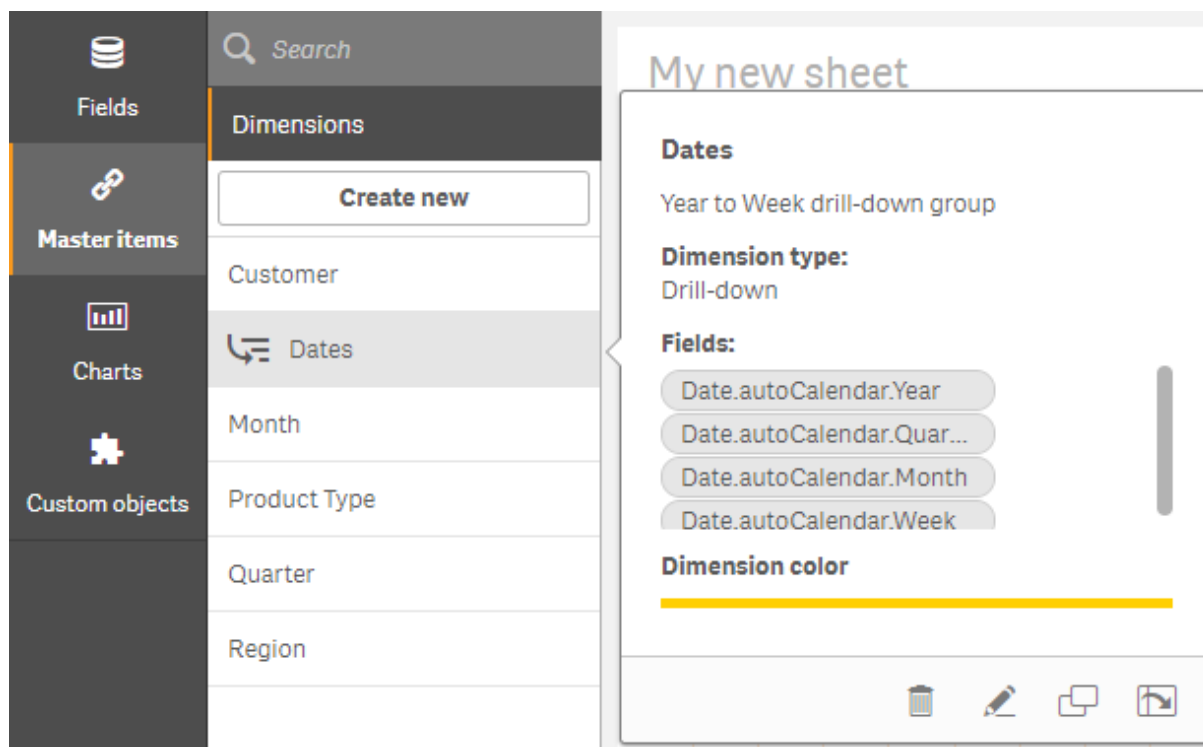 Fields
Master items
Charts
Custom objects
Search
Dimensions
Create new
Customer
Dates
Month
Product Type
Quarter
Region
My new sheet
Dates
Year to Week drill-down group
Dimension type:
Drill-down
Fields:
Date.autoCalendar.Year
Date.autoCalendar.Quar...
Date.autoCalendar.Month
Date.autoCalendar.Week
Dimension color